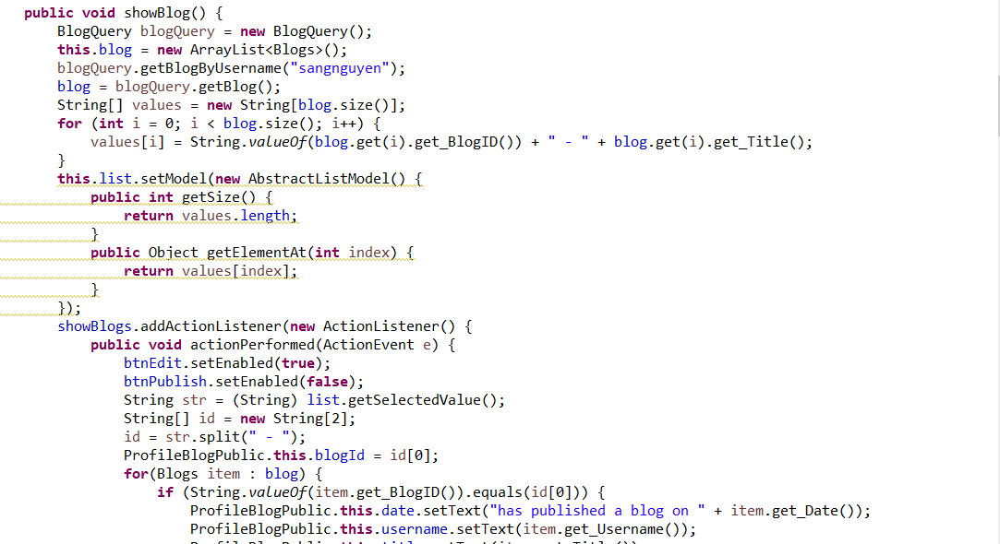 public void showBlog() {
BlogQuery blogQuery = new BlogQuery();
this.blog = new ArrayList<Blogs>();
blogQuery.getBlogByUsername("sangnguyen");
blog = blogQuery.getBlog();
String[] values = new String[blog.size()];
for (int i = 0; i < blog.size(); i++) {
values[i] = String.valueOf(blog.get(i).get_BlogID()) + " - " + blog.get(i).get_Title();
}
this.list.setModel(new AbstractListModel() {
public int getSize() {
return values.length;
}
public Object getElementAt(int index) {
return values[index];
}
});
showBlogs.addActionListener(new ActionListener() {
public void actionPerformed(ActionEvent e) {
btnEdit.setEnabled(true);
btnPublish.setEnabled(false);
String str = (String) list.getSelectedValue();
String[] id = new String[2];
id = str.split(" - ");
ProfileBlogPublic.this.blogId = id[0];
for(Blogs item : blog) {
if (String.valueOf(item.get_BlogID()).equals(id[0])) {
ProfileBlogPublic.this.date.setText("has published a blog on " + item.get_Date());
ProfileBlogPublic.this.username.setText(item.get_Username());